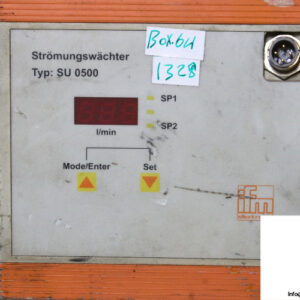 Strömungswächter
Typ: SU 0500
BOX64
1328
SP1
SP2
l/min
Mode/Enter
Set
ifm